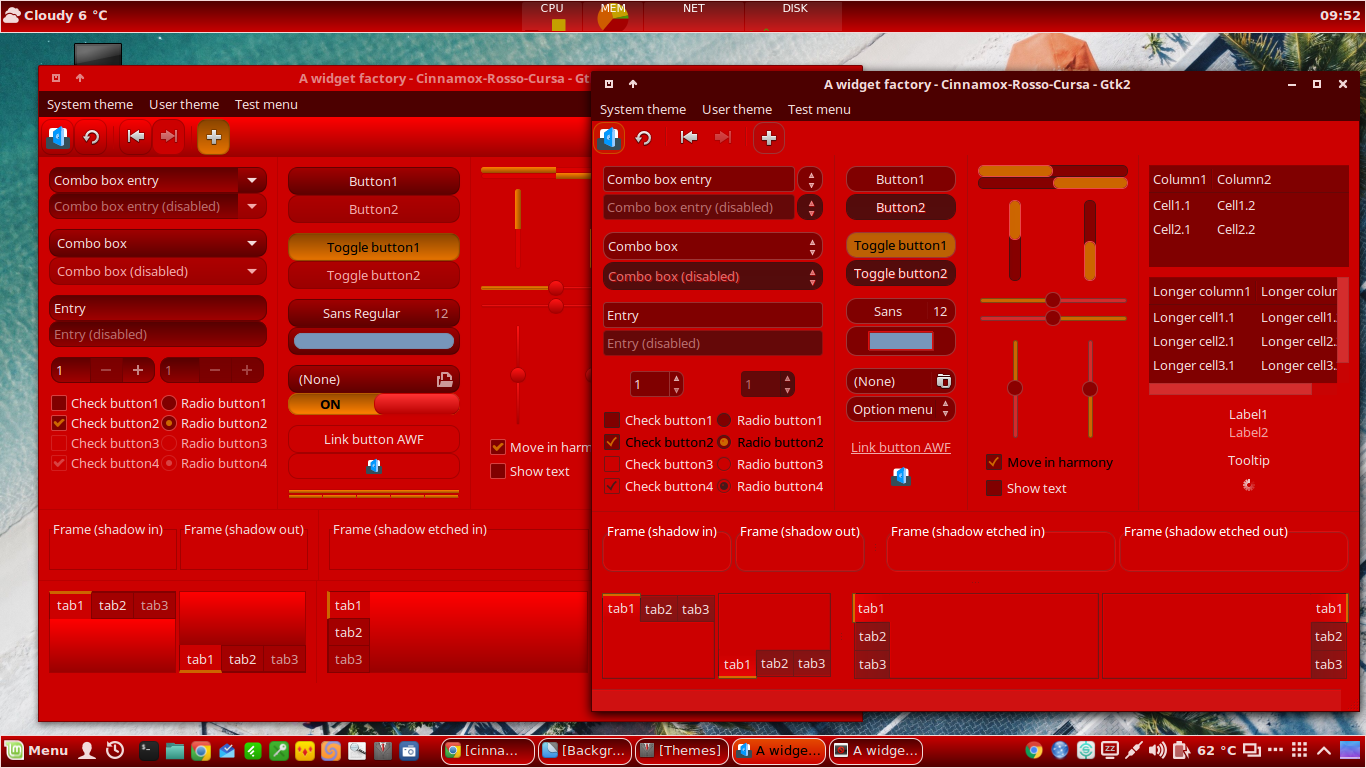 Cloudy 6 °C
CPU
MEM
NET
DISK
09:52
A widget factory - Cinnamox-Rosso-Cursa - Gt
System theme User theme Test menu
Combo box entry
Combo box entry (disabled)
Combo box
Combo box (disabled)
Entry
Entry (disabled)
1
1
Check button1 Radio button1
Check button2 Radio button2
Check button3 Radio button3
Check button4 Radio button4
Button1
Button2
Toggle button1
Toggle button2
Sans Regular 12
(None)
ON
Link button AWF
Move in harm
Show text
Frame (shadow in) Frame (shadow out) Frame (shadow etched in)
tab1 tab2 tab3
tab1 tab2 tab3
tab1
tab2
tab3
A widget factory - Cinnamox-Rosso-Cursa - Gtk2
System theme User theme Test menu
Combo box entry
Combo box entry (disabled)
Combo box
Combo box (disabled)
Entry
Entry (disabled)
1
1
Check button1 Radio button1
Check button2 Radio button2
Check button3 Radio button3
Check button4 Radio button4
Button1
Button2
Toggle button1
Toggle button2
Sans 12
(None)
Option menu
Link button AWF
Move in harmony
Show text
Column1 Column2
Cell1.1 Cell1.2
Cell2.1 Cell2.2
Longer column1 Longer colur
Longer cell1.1 Longer cell1.
Longer cell2.1 Longer cell2.
Longer cell3.1 Longer cell3.
Label1
Label2
Tooltip
Frame (shadow in) Frame (shadow out) Frame (shadow etched in) Frame (shadow etched out)
tab1 tab2 tab3
tab1 tab2 tab3
tab1
tab2
tab3
tab1
tab2
tab3
Menu
[cinna...
[Backgr...
[Themes]
A widge...
A widge...
62 °C